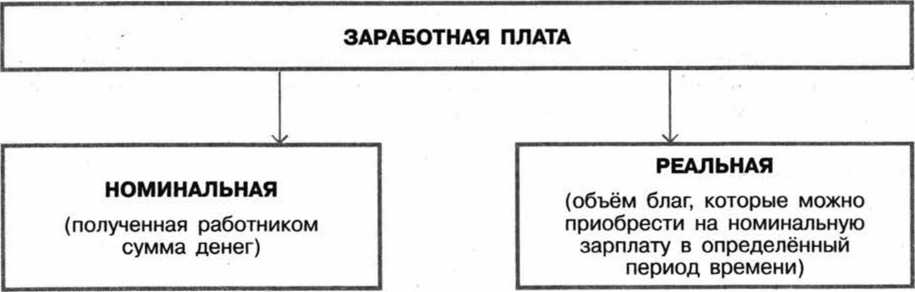 ЗАРАБОТНАЯ ПЛАТА
НОМИНАЛЬНАЯ
(полученная работником
сумма денег)
РЕАЛЬНАЯ
(объём благ, которые можно
приобрести на номинальную
зарплату в определённый
период времени)